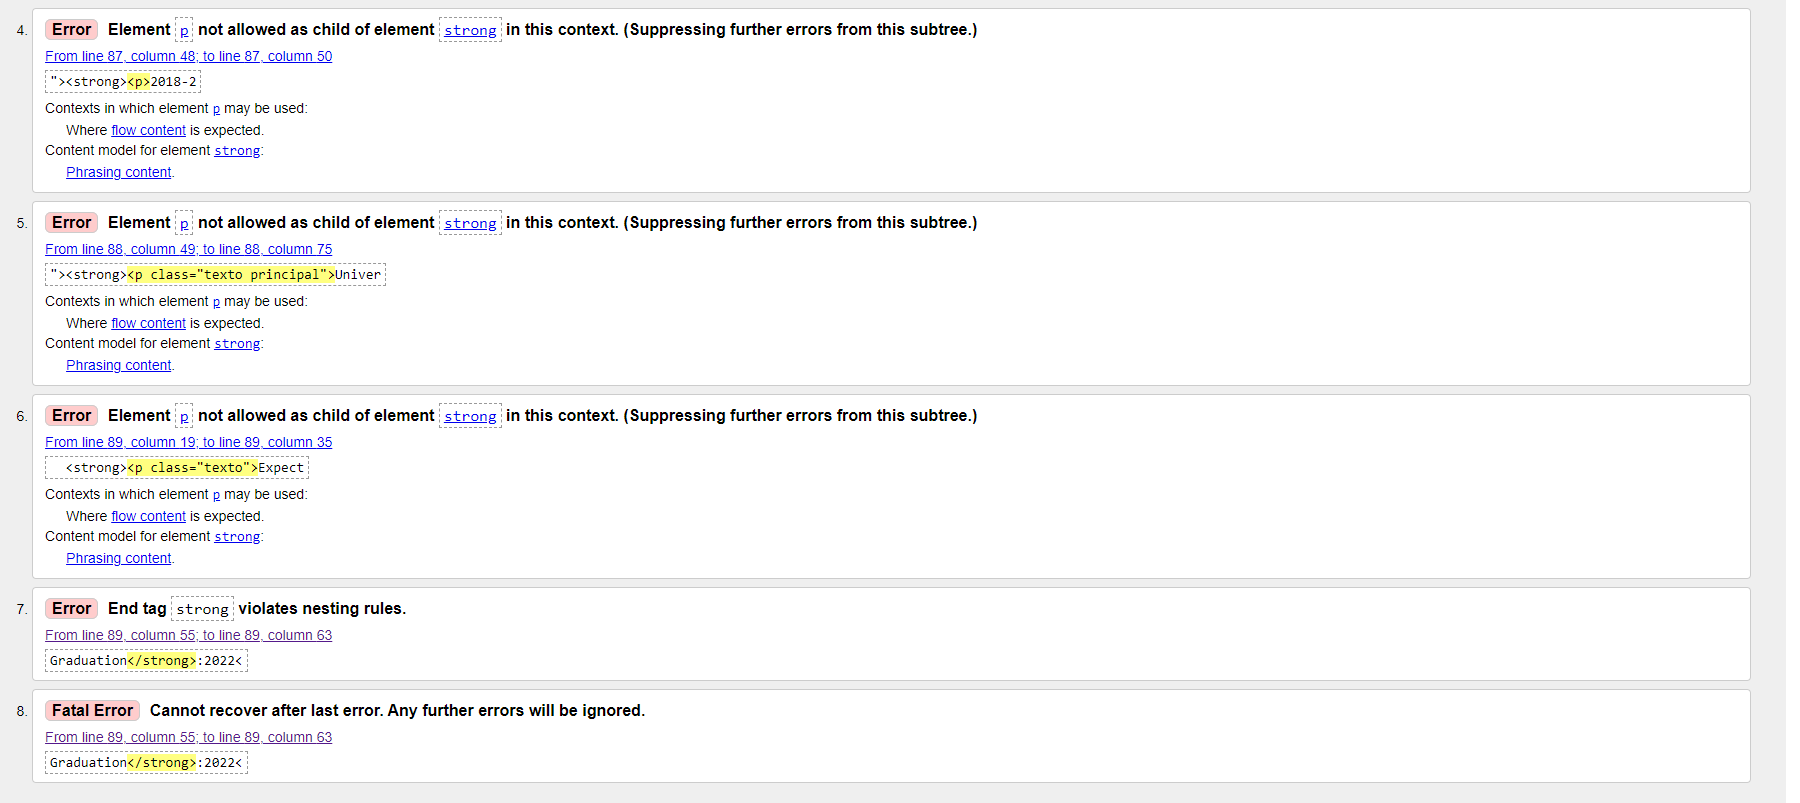 4. Error Element p not allowed as child of element strong in this context. (Suppressing further errors from this subtree.)
From line 87, column 48; to line 87, column 50
"><strong><p>2018-2
Contexts in which element p may be used:
Where flow content is expected.
Content model for element strong:
Phrasing content.
5. Error Element p not allowed as child of element strong in this context. (Suppressing further errors from this subtree.)
From line 88, column 49; to line 88, column 75
"><strong><p class="texto principal">Univer
Contexts in which element p may be used:
Where flow content is expected.
Content model for element strong:
Phrasing content.
6. Error Element p not allowed as child of element strong in this context. (Suppressing further errors from this subtree.)
From line 89, column 19; to line 89, column 35
<strong><p class="texto">Expect
Contexts in which element p may be used:
Where flow content is expected.
Content model for element strong:
Phrasing content.
7. Error End tag strong violates nesting rules.
From line 89, column 55; to line 89, column 63
Graduation</strong>:2022<
8. Fatal Error Cannot recover after last error. Any further errors will be ignored.
From line 89, column 55; to line 89, column 63
Graduation</strong>:2022<